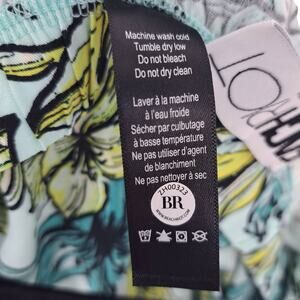 Machine wash cold
Tumble dry low
Do not bleach
Do not dry clean
Laver à la machine
à l'eau froide
Sécher par culbutage
à basse température
Ne pas utiliser d'agent
de blanchiment
Ne pas nettoyer à sec
ZH00323
BR